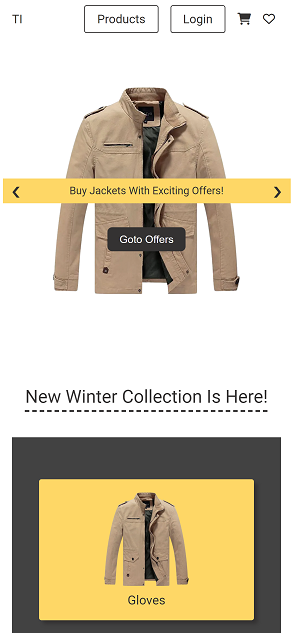 TI
Products
Login
Buy Jackets With Exciting Offers!
Goto Offers
New Winter Collection Is Here!
Gloves